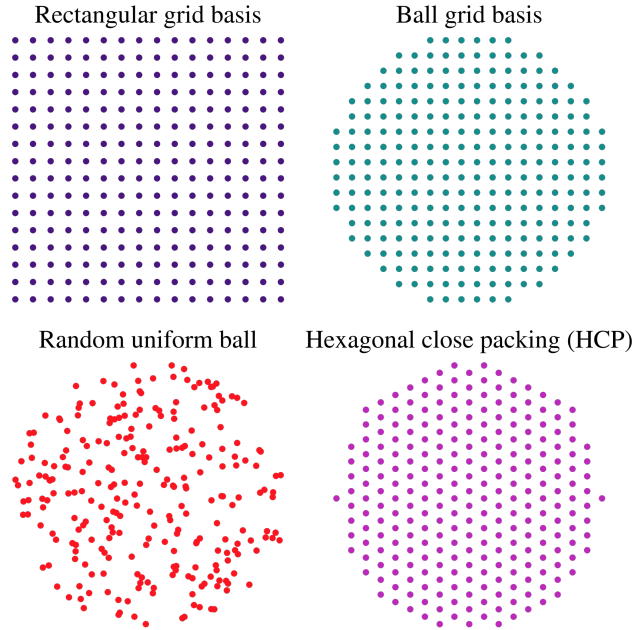 Rectangular grid basis
Ball grid basis
Random uniform ball
Hexagonal close packing (HCP)